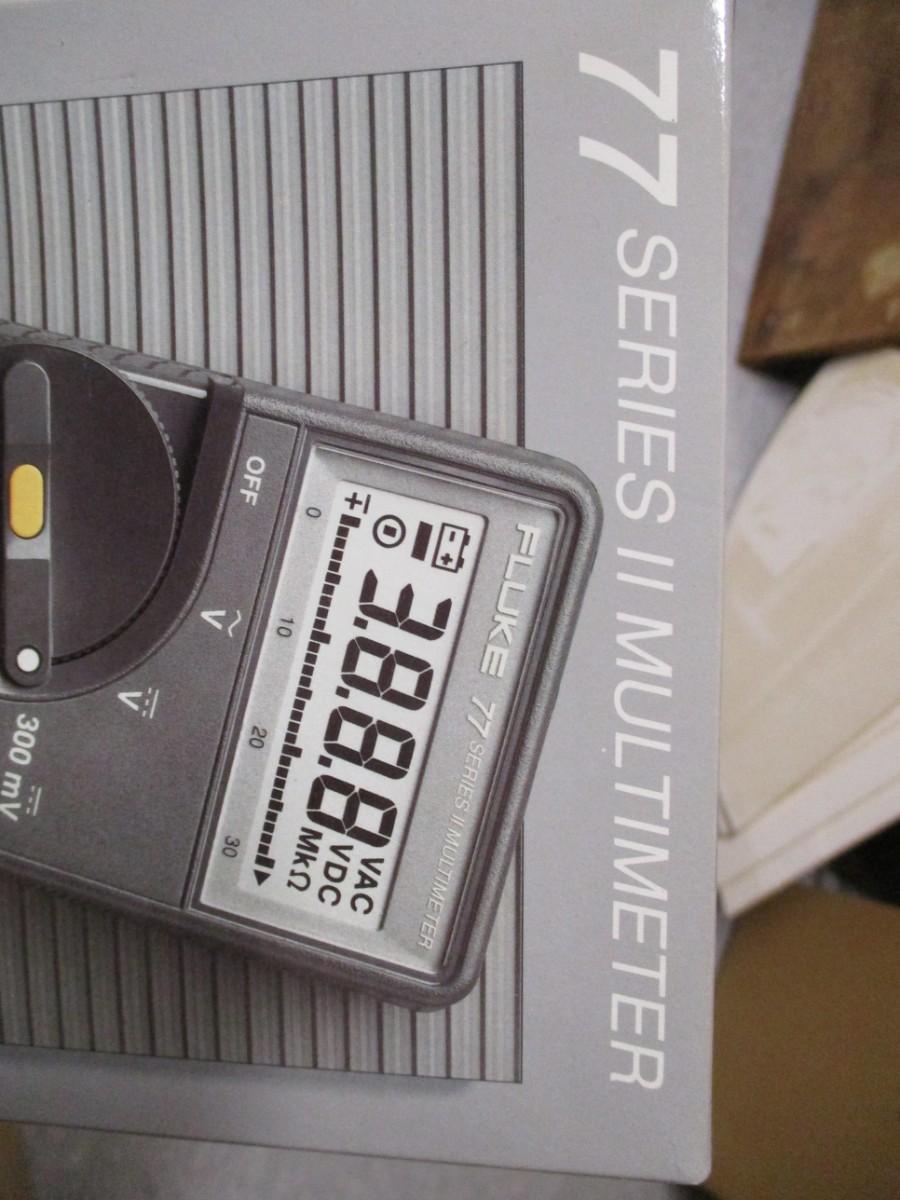 77 SERIES II MULTIMETER
FLUKE 77 SERIES II MULTIMETER
3.8.8.8 VAC
VDC
MkΩ
0 10 20 30
OFF
V
V
300 mV